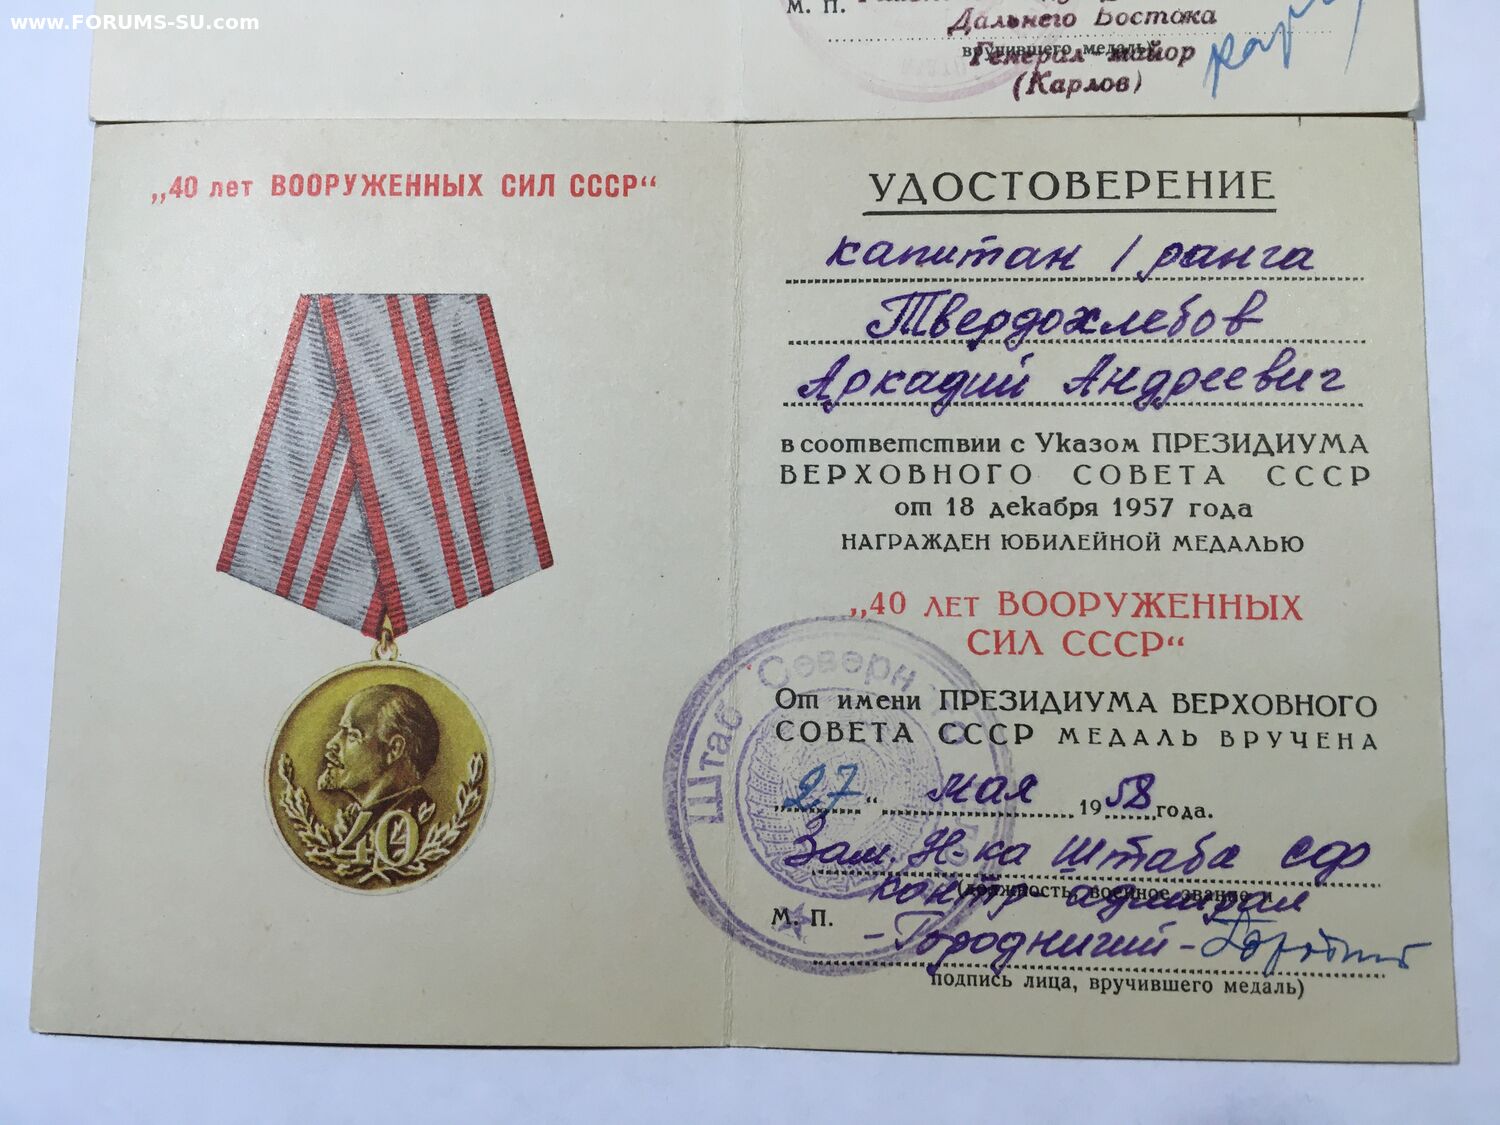 www.FORUMS-SU.com
М. П.
Дальнего Востока
вручившего медаль)
Генерал-майор
(Карлов)
„40 лет ВООРУЖЕННЫХ СИЛ СССР“
40
УДОСТОВЕРЕНИЕ
капитан 1 ранга
Твердохлебов
Аркадий Андреевич
в соответствии с Указом ПРЕЗИДИУМА
ВЕРХОВНОГО СОВЕТА СССР
от 18 декабря 1957 года
НАГРАЖДЕН ЮБИЛЕЙНОЙ МЕДАЛЬЮ
„40 ЛЕТ ВООРУЖЕННЫХ
СИЛ СССР“
От имени ПРЕЗИДИУМА ВЕРХОВНОГО
СОВЕТА СССР МЕДАЛЬ ВРУЧЕНА
„27“ мая 1958 года.
Зам. Н-ка Штаба СФ
(должность, военное звание и
контр адмирал
М. П.
-Городничий-
подпись лица, вручившего медаль)
Штаб Северн